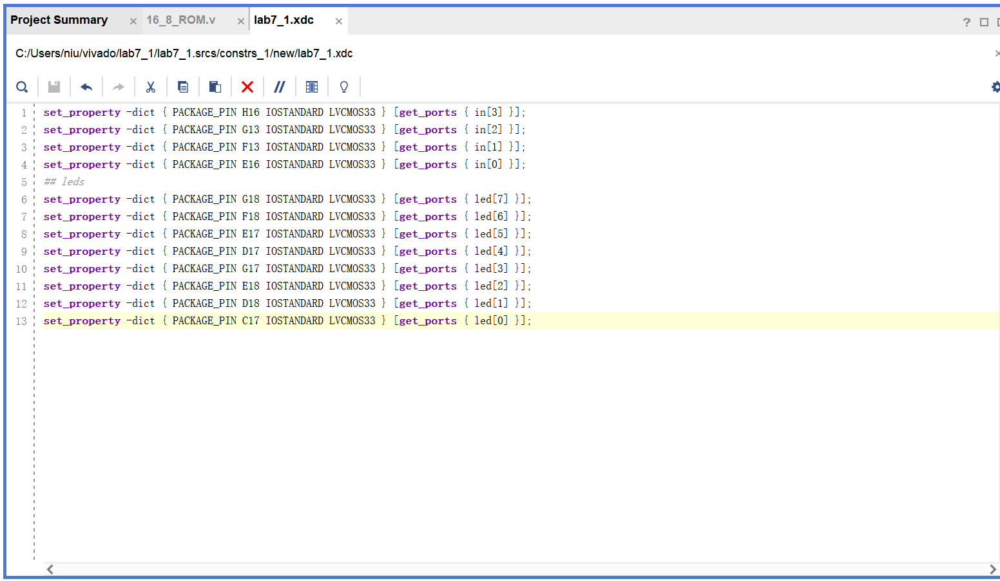 Project Summary × 16_8_ROM.v × lab7_1.xdc × ?
C:/Users/niu/vivado/lab7_1/lab7_1.srcs/constrs_1/new/lab7_1.xdc
1 set_property -dict { PACKAGE_PIN H16 IOSTANDARD LVCMOS33 } [get_ports { in[3] }];
2 set_property -dict { PACKAGE_PIN G13 IOSTANDARD LVCMOS33 } [get_ports { in[2] }];
3 set_property -dict { PACKAGE_PIN F13 IOSTANDARD LVCMOS33 } [get_ports { in[1] }];
4 set_property -dict { PACKAGE_PIN E16 IOSTANDARD LVCMOS33 } [get_ports { in[0] }];
5 ## leds
6 set_property -dict { PACKAGE_PIN G18 IOSTANDARD LVCMOS33 } [get_ports { led[7] }];
7 set_property -dict { PACKAGE_PIN F18 IOSTANDARD LVCMOS33 } [get_ports { led[6] }];
8 set_property -dict { PACKAGE_PIN E17 IOSTANDARD LVCMOS33 } [get_ports { led[5] }];
9 set_property -dict { PACKAGE_PIN D17 IOSTANDARD LVCMOS33 } [get_ports { led[4] }];
10 set_property -dict { PACKAGE_PIN G17 IOSTANDARD LVCMOS33 } [get_ports { led[3] }];
11 set_property -dict { PACKAGE_PIN E18 IOSTANDARD LVCMOS33 } [get_ports { led[2] }];
12 set_property -dict { PACKAGE_PIN D18 IOSTANDARD LVCMOS33 } [get_ports { led[1] }];
13 set_property -dict { PACKAGE_PIN C17 IOSTANDARD LVCMOS33 } [get_ports { led[0] }];